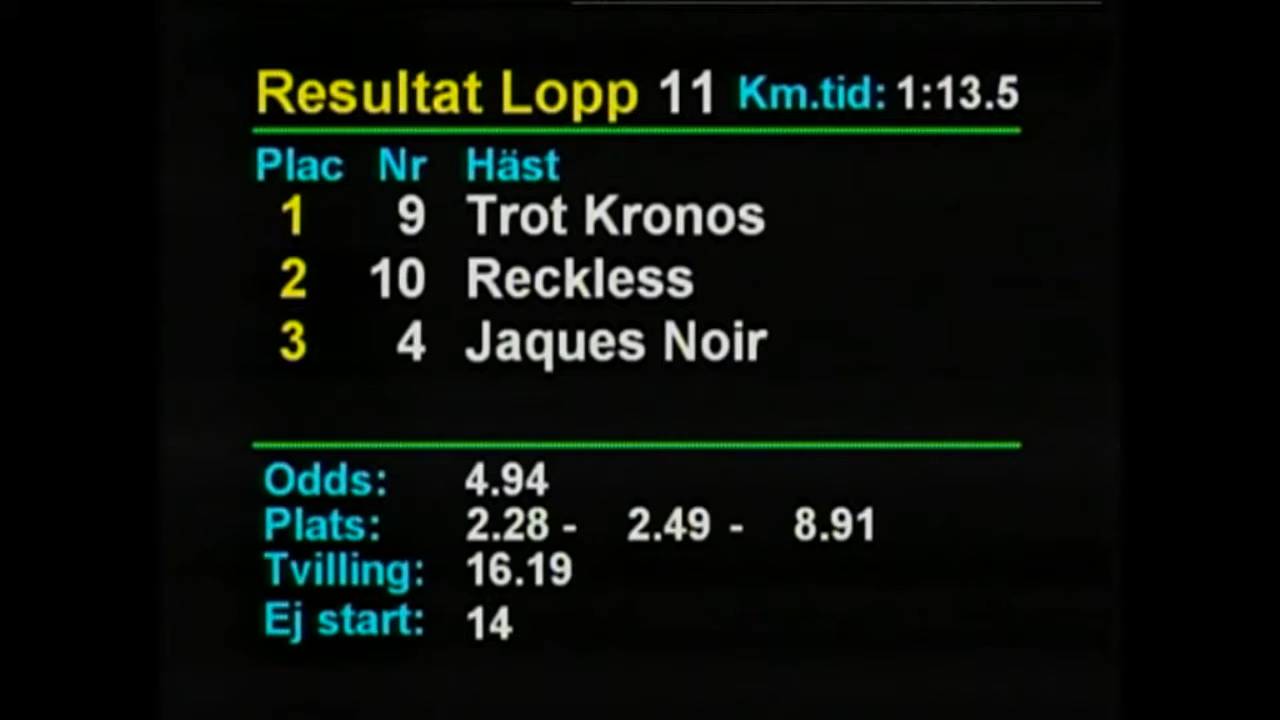 Resultat Lopp 11 Km.tid: 1:13.5
Plac Nr Häst
1 9 Trot Kronos
2 10 Reckless
3 4 Jaques Noir
Odds: 4.94
Plats: 2.28 - 2.49 - 8.91
Tvilling: 16.19
Ej start: 14